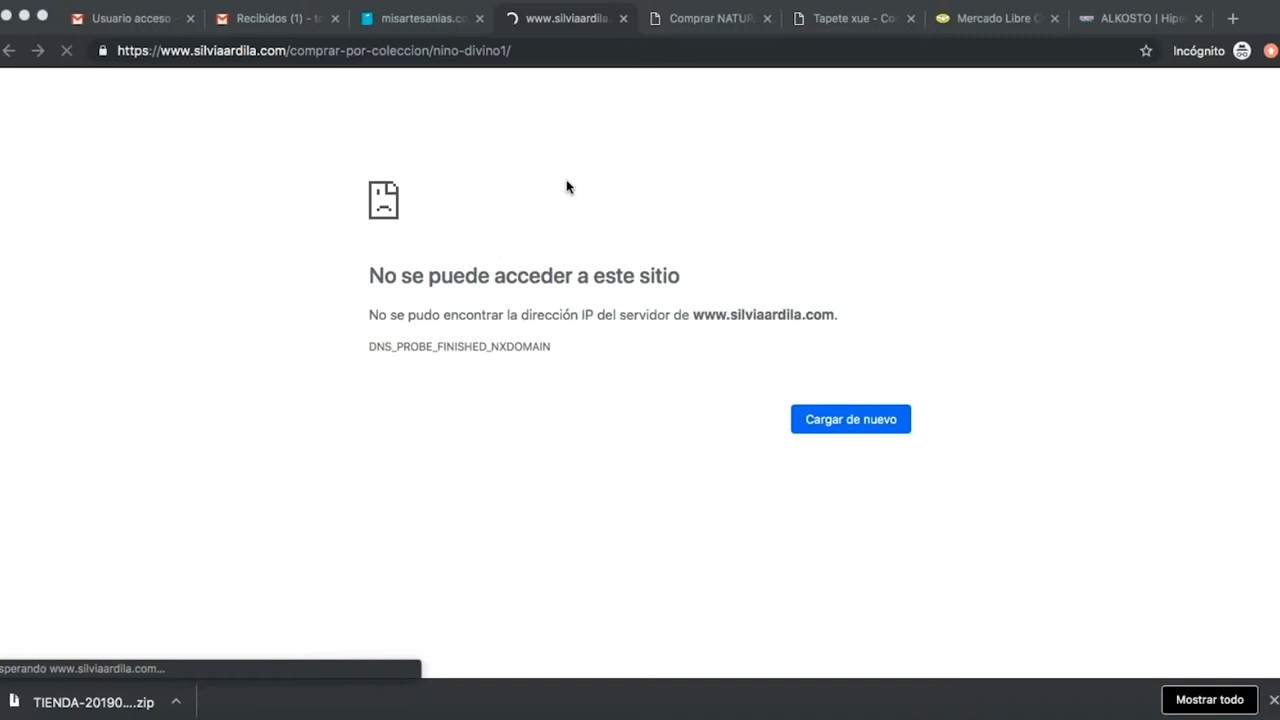 Usuario acceso
Recibidos (1) - to
misartesanias.co
www.silviaardila.
Comprar NATUR
Tapete xue - Co
Mercado Libre C
ALKOSTO | Hipe
https://www.silviaardila.com/comprar-por-coleccion/nino-divino1/
Incógnito
No se puede acceder a este sitio
No se pudo encontrar la dirección IP del servidor de www.silviaardila.com.
DNS_PROBE_FINISHED_NXDOMAIN
Cargar de nuevo
sperando www.silviaardila.com...
TIENDA-20190....zip
Mostrar todo